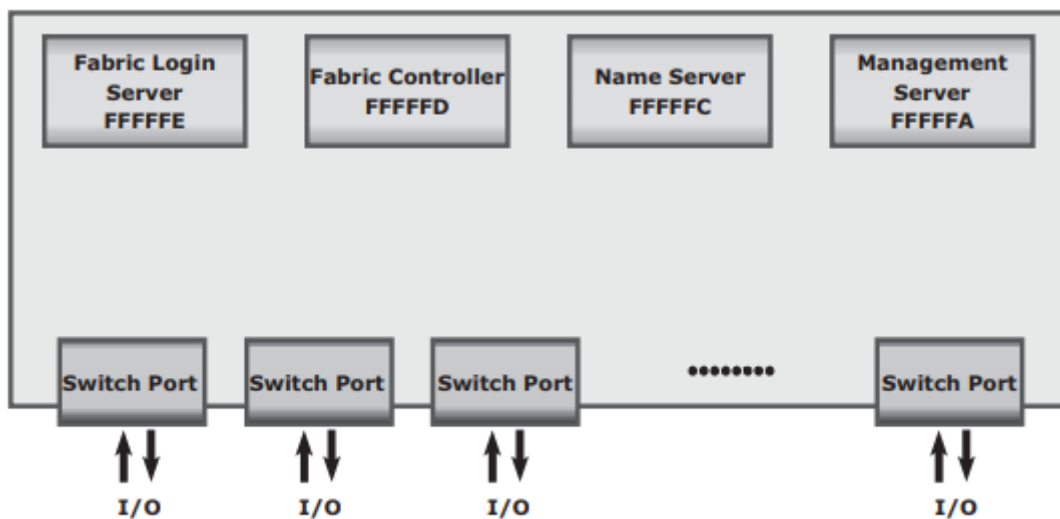 Fabric Login
Server
FFFFFE
Fabric Controller
FFFFFD
Name Server
FFFFFC
Management
Server
FFFFFA
Switch Port
Switch Port
Switch Port
Switch Port
I/O
I/O
I/O
I/O